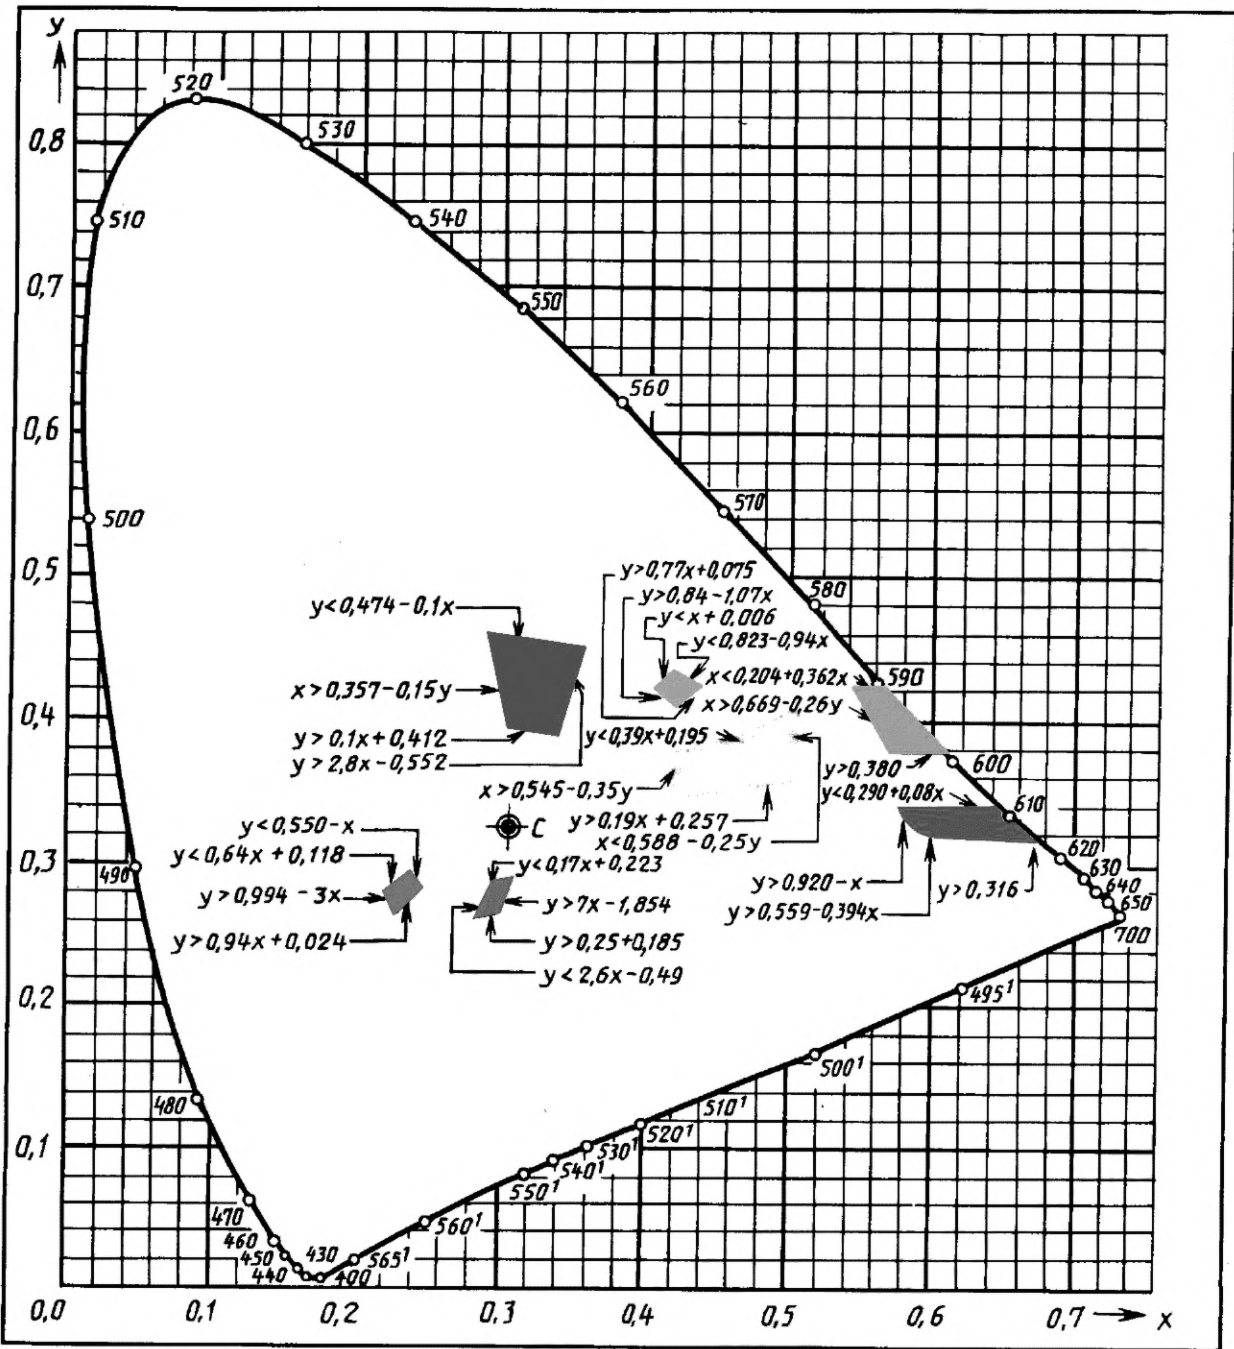 y
520
530
0,8
510
540
0,7
550
560
0,6
570
500
0,5
y>0,77x+0,075
580
y<0,474-0,1x
y>0,84-1,07x
y<x+0,006
y<0,823-0,94x
x<0,204+0,362x
590
x>0,357-0,15y
x>0,669-0,26y
0,4
y>0,1x+0,412
y<0,39x+0,195
y>2,8x-0,552
y>0,380
600
x>0,545-0,35y
y<0,290+0,08x
610
y<0,550-x
C
y>0,19x+0,257
x<0,588-0,25y
0,3
490
y<0,64x+0,118
y<0,17x+0,223
620
630
y>0,994-3x
y>7x-1,854
y>0,920-x
y>0,316
640
y>0,559-0,394x
650
y>0,94x+0,024
y>0,25+0,185
700
y<2,6x-0,49
0,2
495¹
500¹
480
510¹
0,1
520¹
530¹
540¹
550¹
470
560¹
460
450
430
565¹
440
400
0,0
0,1
0,2
0,3
0,4
0,5
0,6
0,7
x